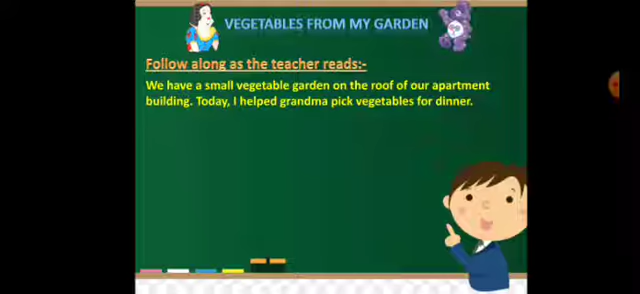 VEGETABLES FROM MY GARDEN
Follow along as the teacher reads:-
We have a small vegetable garden on the roof of our apartment
building. Today, I helped grandma pick vegetables for dinner.